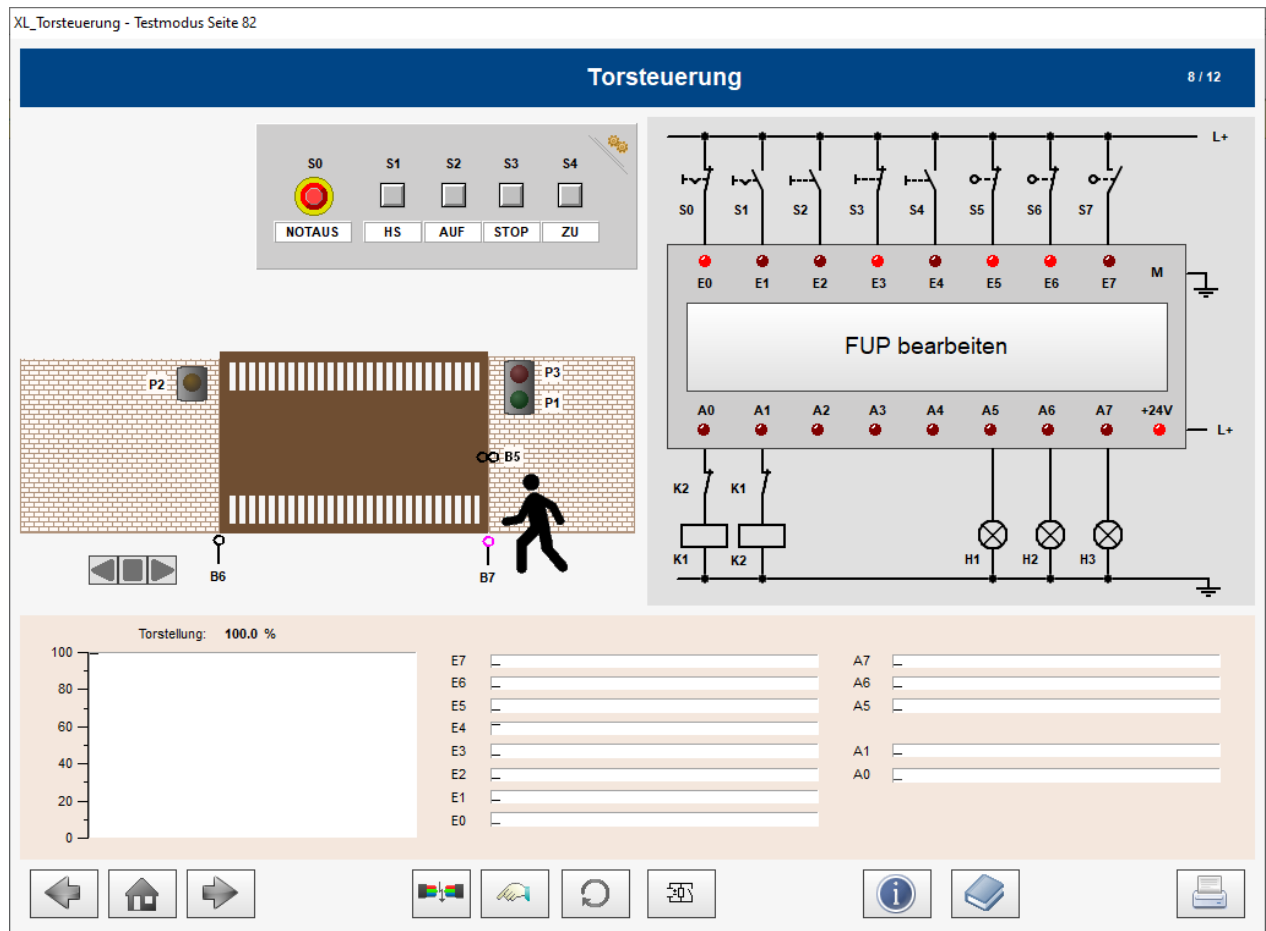 XL_Torsteuerung - Testmodus Seite 82
Torsteuerung
8 / 12
S0 S1 S2 S3 S4
NOTAUS HS AUF STOP ZU
L+
S0 S1 S2 S3 S4 S5 S6 S7
E0 E1 E2 E3 E4 E5 E6 E7 M
FUP bearbeiten
A0 A1 A2 A3 A4 A5 A6 A7 +24V
L+
K2 K1
K1 K2 H1 H2 H3
P2
P3
P1
B5
B6
B7
Torstellung: 100.0 %
100
80
60
40
20
0
E7
E6
E5
E4
E3
E2
E1
E0
A7
A6
A5
A1
A0